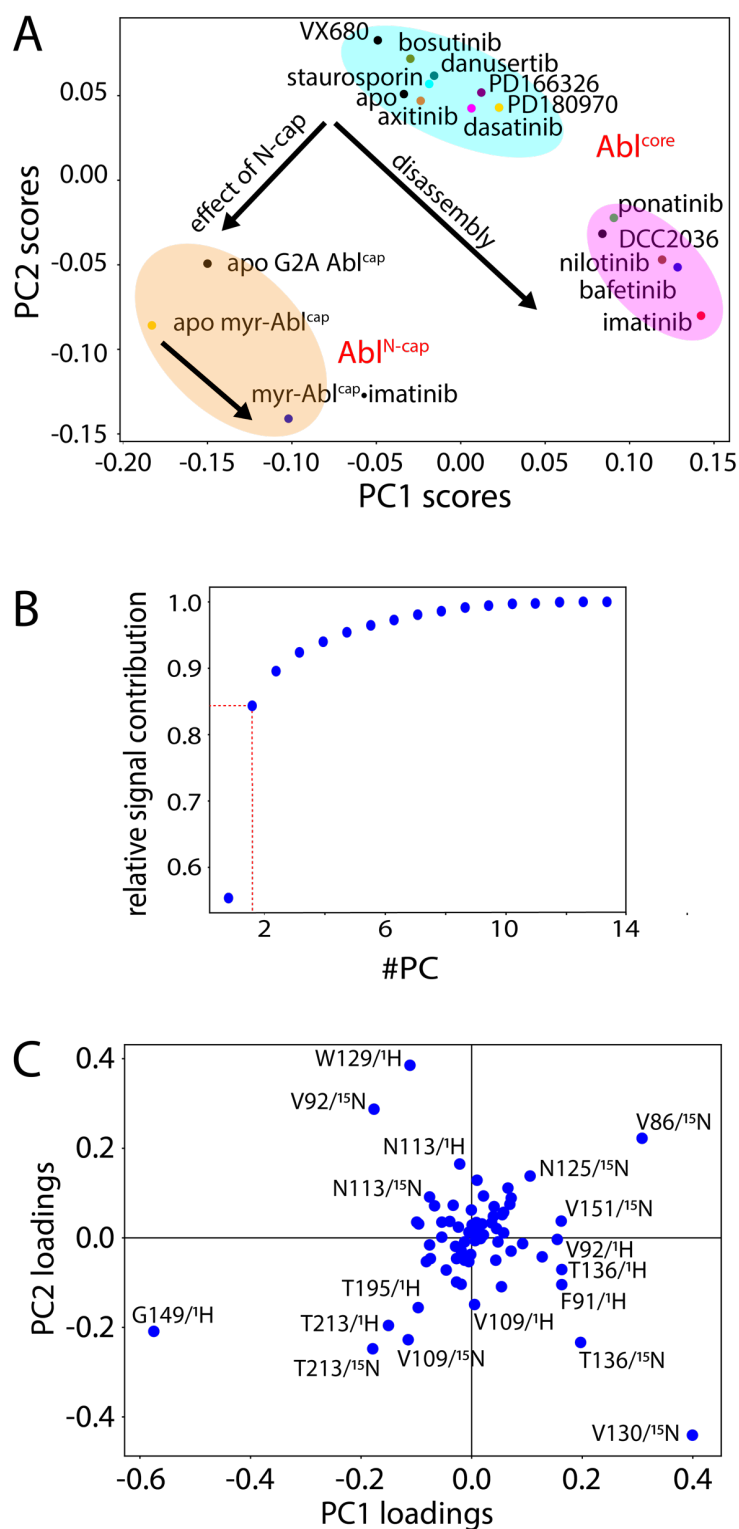 A
VX680
bosutinib
danusertib
staurosporin
PD166326
apo
PD180970
axitinib
dasatinib
Abl^core
effect of N-cap
disassembly
ponatinib
DCC2036
nilotinib
bafetinib
imatinib
apo G2A Abl^cap
apo myr-Abl^cap
Abl^N-cap
myr-Abl^cap•imatinib
PC2 scores
0.05
0.00
-0.05
-0.10
-0.15
-0.20 -0.15 -0.10 -0.05 0.00 0.05 0.10 0.15
PC1 scores
B
relative signal contribution
1.0
0.9
0.8
0.7
0.6
2 6 10 14
#PC
C
PC2 loadings
0.4
0.2
0.0
-0.2
-0.4
W129/¹H
V92/¹⁵N
V86/¹⁵N
N113/¹H
N125/¹⁵N
N113/¹⁵N
V151/¹⁵N
V92/¹H
T136/¹H
T195/¹H
F91/¹H
G149/¹H
T213/¹H
V109/¹H
T213/¹⁵N
V109/¹⁵N
T136/¹⁵N
V130/¹⁵N
-0.6 -0.4 -0.2 0.0 0.2 0.4
PC1 loadings